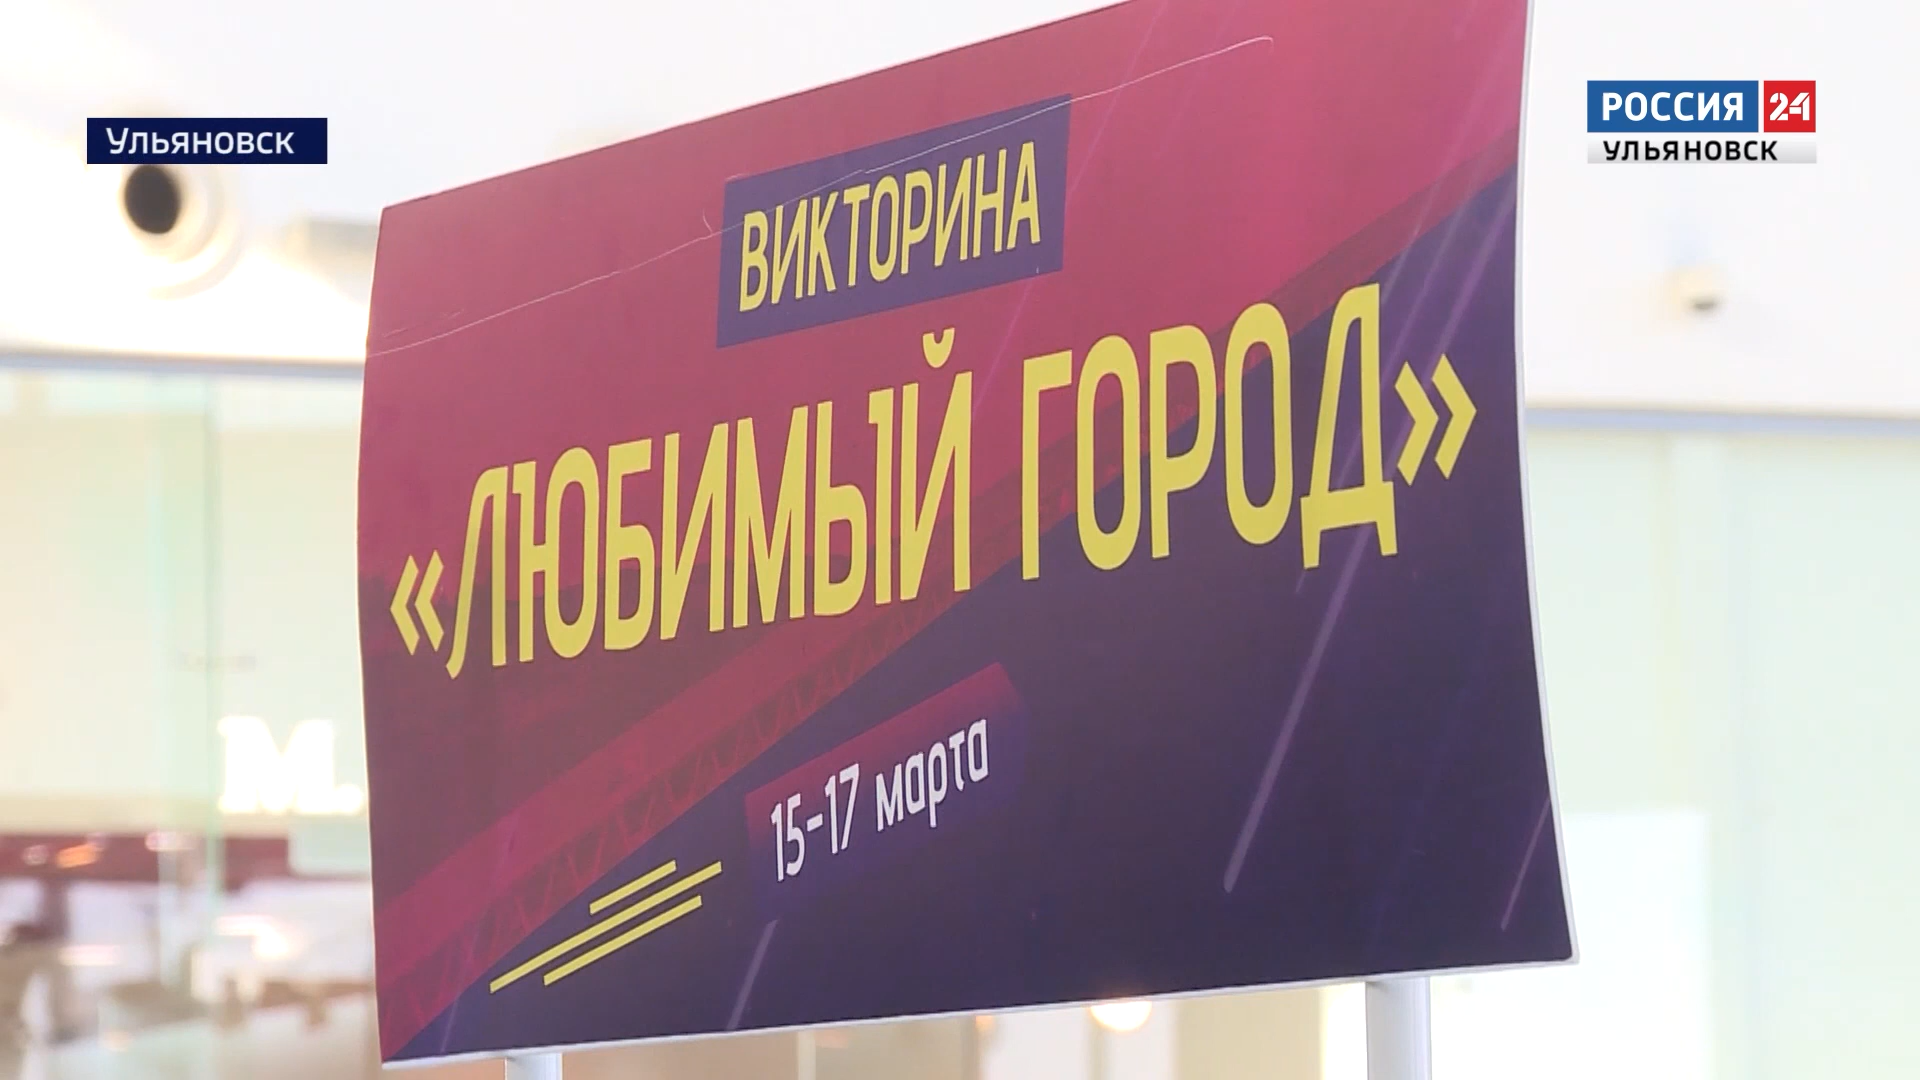 Ульяновск
РОССИЯ 24
УЛЬЯНОВСК
ВИКТОРИНА
«ЛЮБИМЫЙ ГОРОД»
15-17 марта
М.